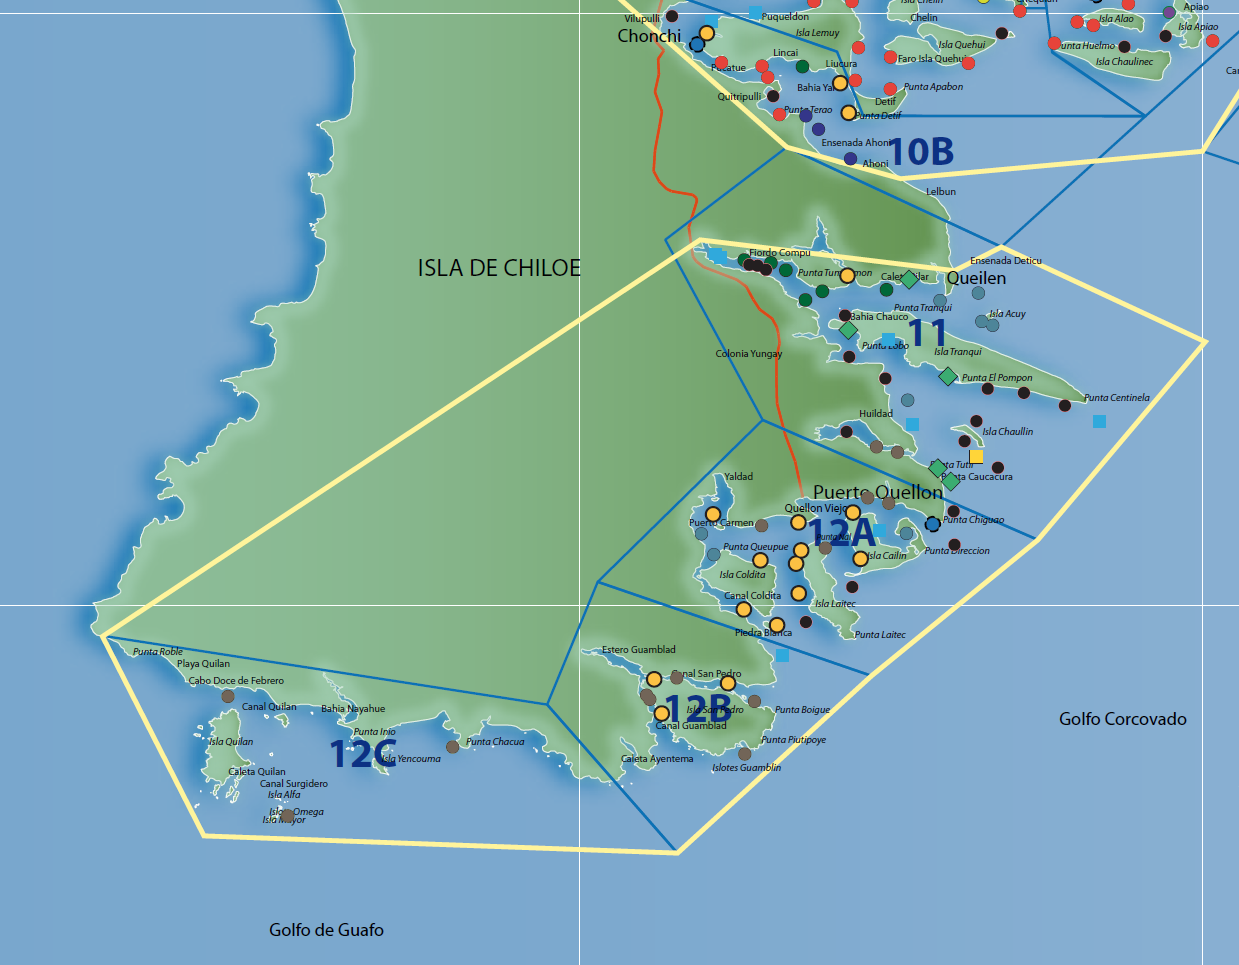 Isla Chelin
Apiao
Vilupulli
Puqueldon
Chelin
Isla Alao
Isla Apiao
Chonchi
Isla Lemuy
Isla Quehui
Punta Huelmo
Lincai
Liucura
Faro Isla Quehui
Isla Chaulinec
Bahia
Punta Apabon
Quitripulli
Punta Terao
Detif
Punta Detif
Ensenada Ahoni
10B
Ahoni
Lelbun
Fiordo Compu
Ensenada Deticu
ISLA DE CHILOE
Queilen
Punta Tranqui
Bahia Chauco
Isla Acuy
11
Punta Lobo
Isla Tranqui
Colonia Yungay
Punta El Pompon
Punta Centinela
Huildad
Isla Chaullin
Yaldad
Punta Caucacura
Puerto Quellon
Quellon Viejo
Puerto Carmen
12A
Punta Chiguao
Punta Queupue
Isla Cailin
Punta Direccion
Isla Coldita
Canal Coldita
Isla Laitec
Piedra Blanca
Punta Laitec
Punta Roble
Estero Guamblad
Playa Quilan
Cabo Doce de Febrero
Canal San Pedro
Canal Quilan
Bahia Nayahue
12B
Isla San Pedro
Punta Boigue
Golfo Corcovado
Canal Guamblad
Punta Inio
Isla Quilan
Punta Chacua
Punta Piutipoye
12C
Isla Yencouma
Caleta Ayentema
Islotes Guamblin
Caleta Quilan
Canal Surgidero
Isla Alfa
Isla Omega
Isla Mayor
Golfo de Guafo